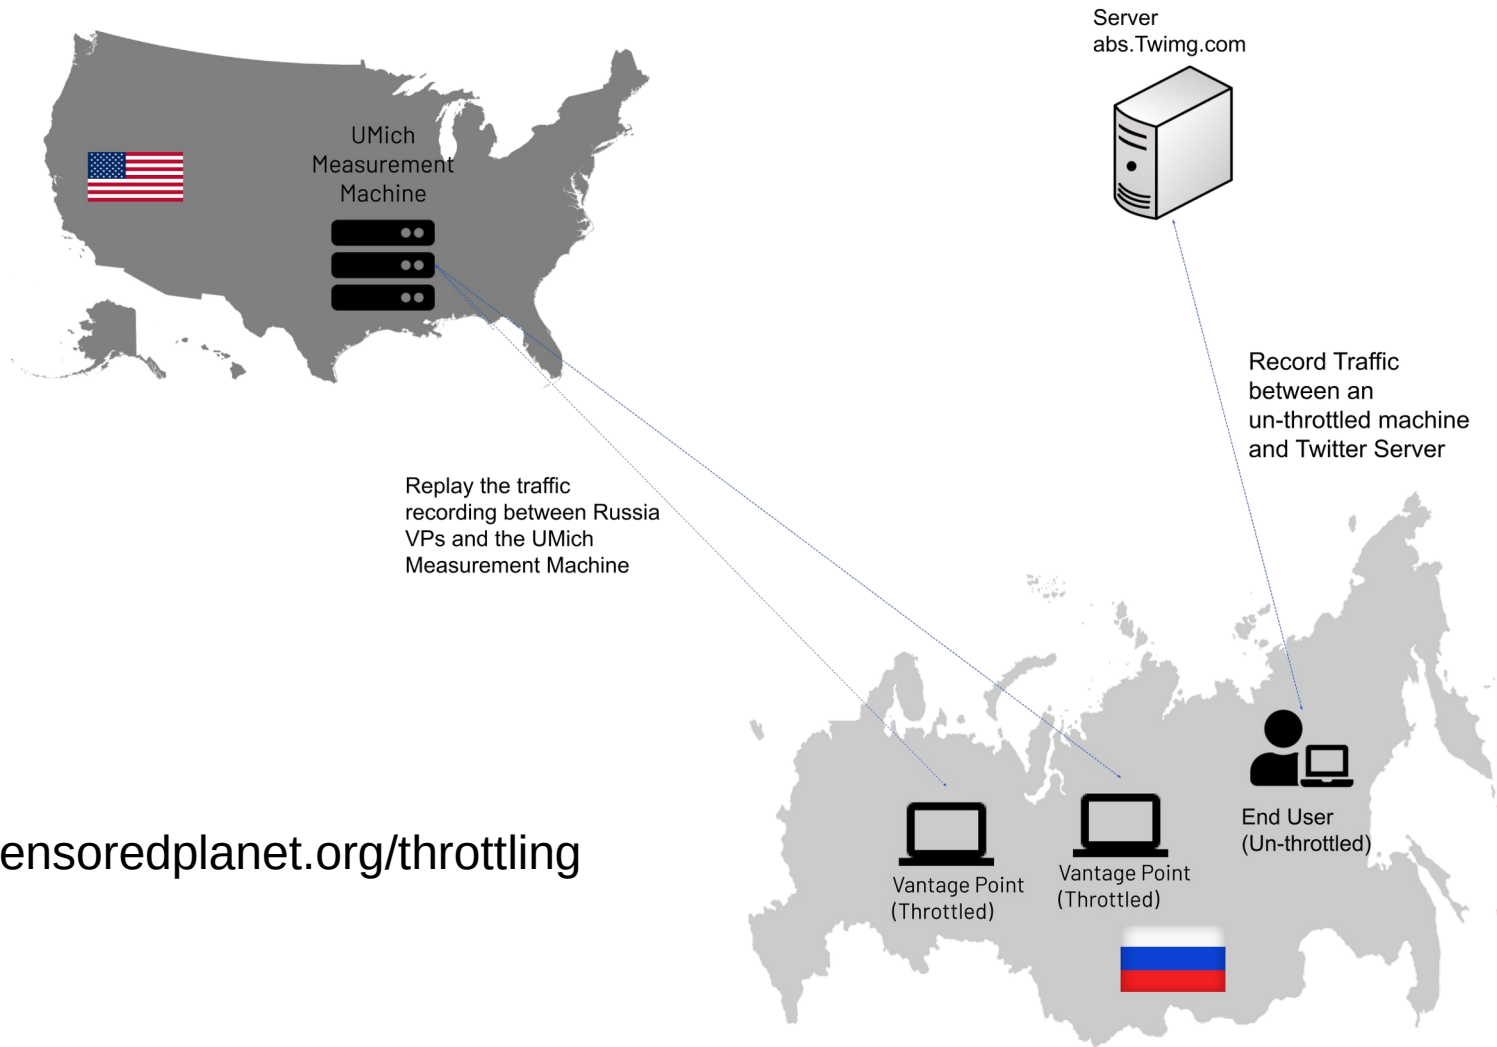 Server
abs.Twimg.com
UMich
Measurement
Machine
Record Traffic
between an
un-throttled machine
and Twitter Server
Replay the traffic
recording between Russia
VPs and the UMich
Measurement Machine
End User
(Un-throttled)
ensoredplanet.org/throttling
Vantage Point
(Throttled)
Vantage Point
(Throttled)